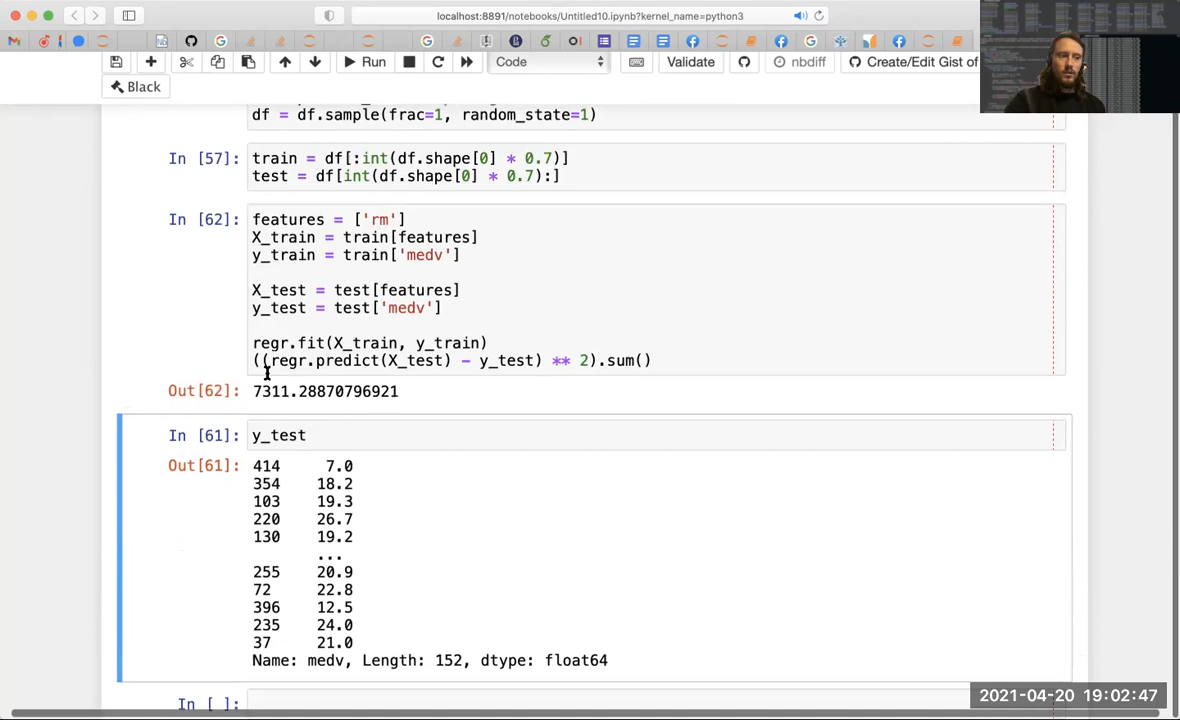 localhost:8891/notebooks/Untitled10.ipynb?kernel_name=python3
Run
Code
Validate
nbdiff
Create/Edit Gist of
Black
df = df.sample(frac=1, random_state=1)
In [57]:
train = df[:int(df.shape[0] * 0.7)]
test = df[int(df.shape[0] * 0.7):]
In [62]:
features = ['rm']
X_train = train[features]
y_train = train['medv']
X_test = test[features]
y_test = test['medv']
regr.fit(X_train, y_train)
((regr.predict(X_test) - y_test) ** 2).sum()
Out[62]:
7311.28870796921
In [61]:
y_test
Out[61]:
414 7.0
354 18.2
103 19.3
220 26.7
130 19.2
...
255 20.9
72 22.8
396 12.5
235 24.0
37 21.0
Name: medv, Length: 152, dtype: float64
In [ ]:
2021-04-20 19:02:47